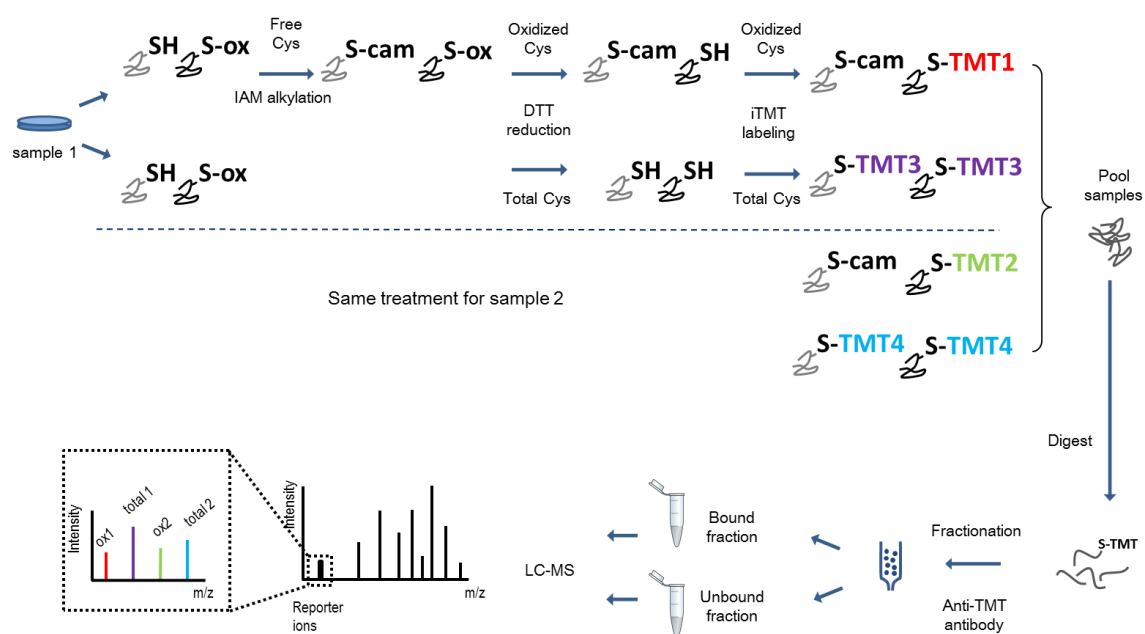 Free
Cys
Oxidized
Cys
Oxidized
Cys
SH S-ox
S-cam S-ox
S-cam SH
S-cam S-TMT1
IAM alkylation
DTT
reduction
iTMT
labeling
sample 1
SH S-ox
SH SH
S-TMT3 S-TMT3
Total Cys
Total Cys
Pool
samples
S-cam S-TMT2
Same treatment for sample 2
S-TMT4 S-TMT4
Digest
S-TMT
Fractionation
Anti-TMT
antibody
Bound
fraction
Unbound
fraction
LC-MS
Intensity
m/z
Reporter
ions
Intensity
ox1
total 1
ox2
total 2
m/z